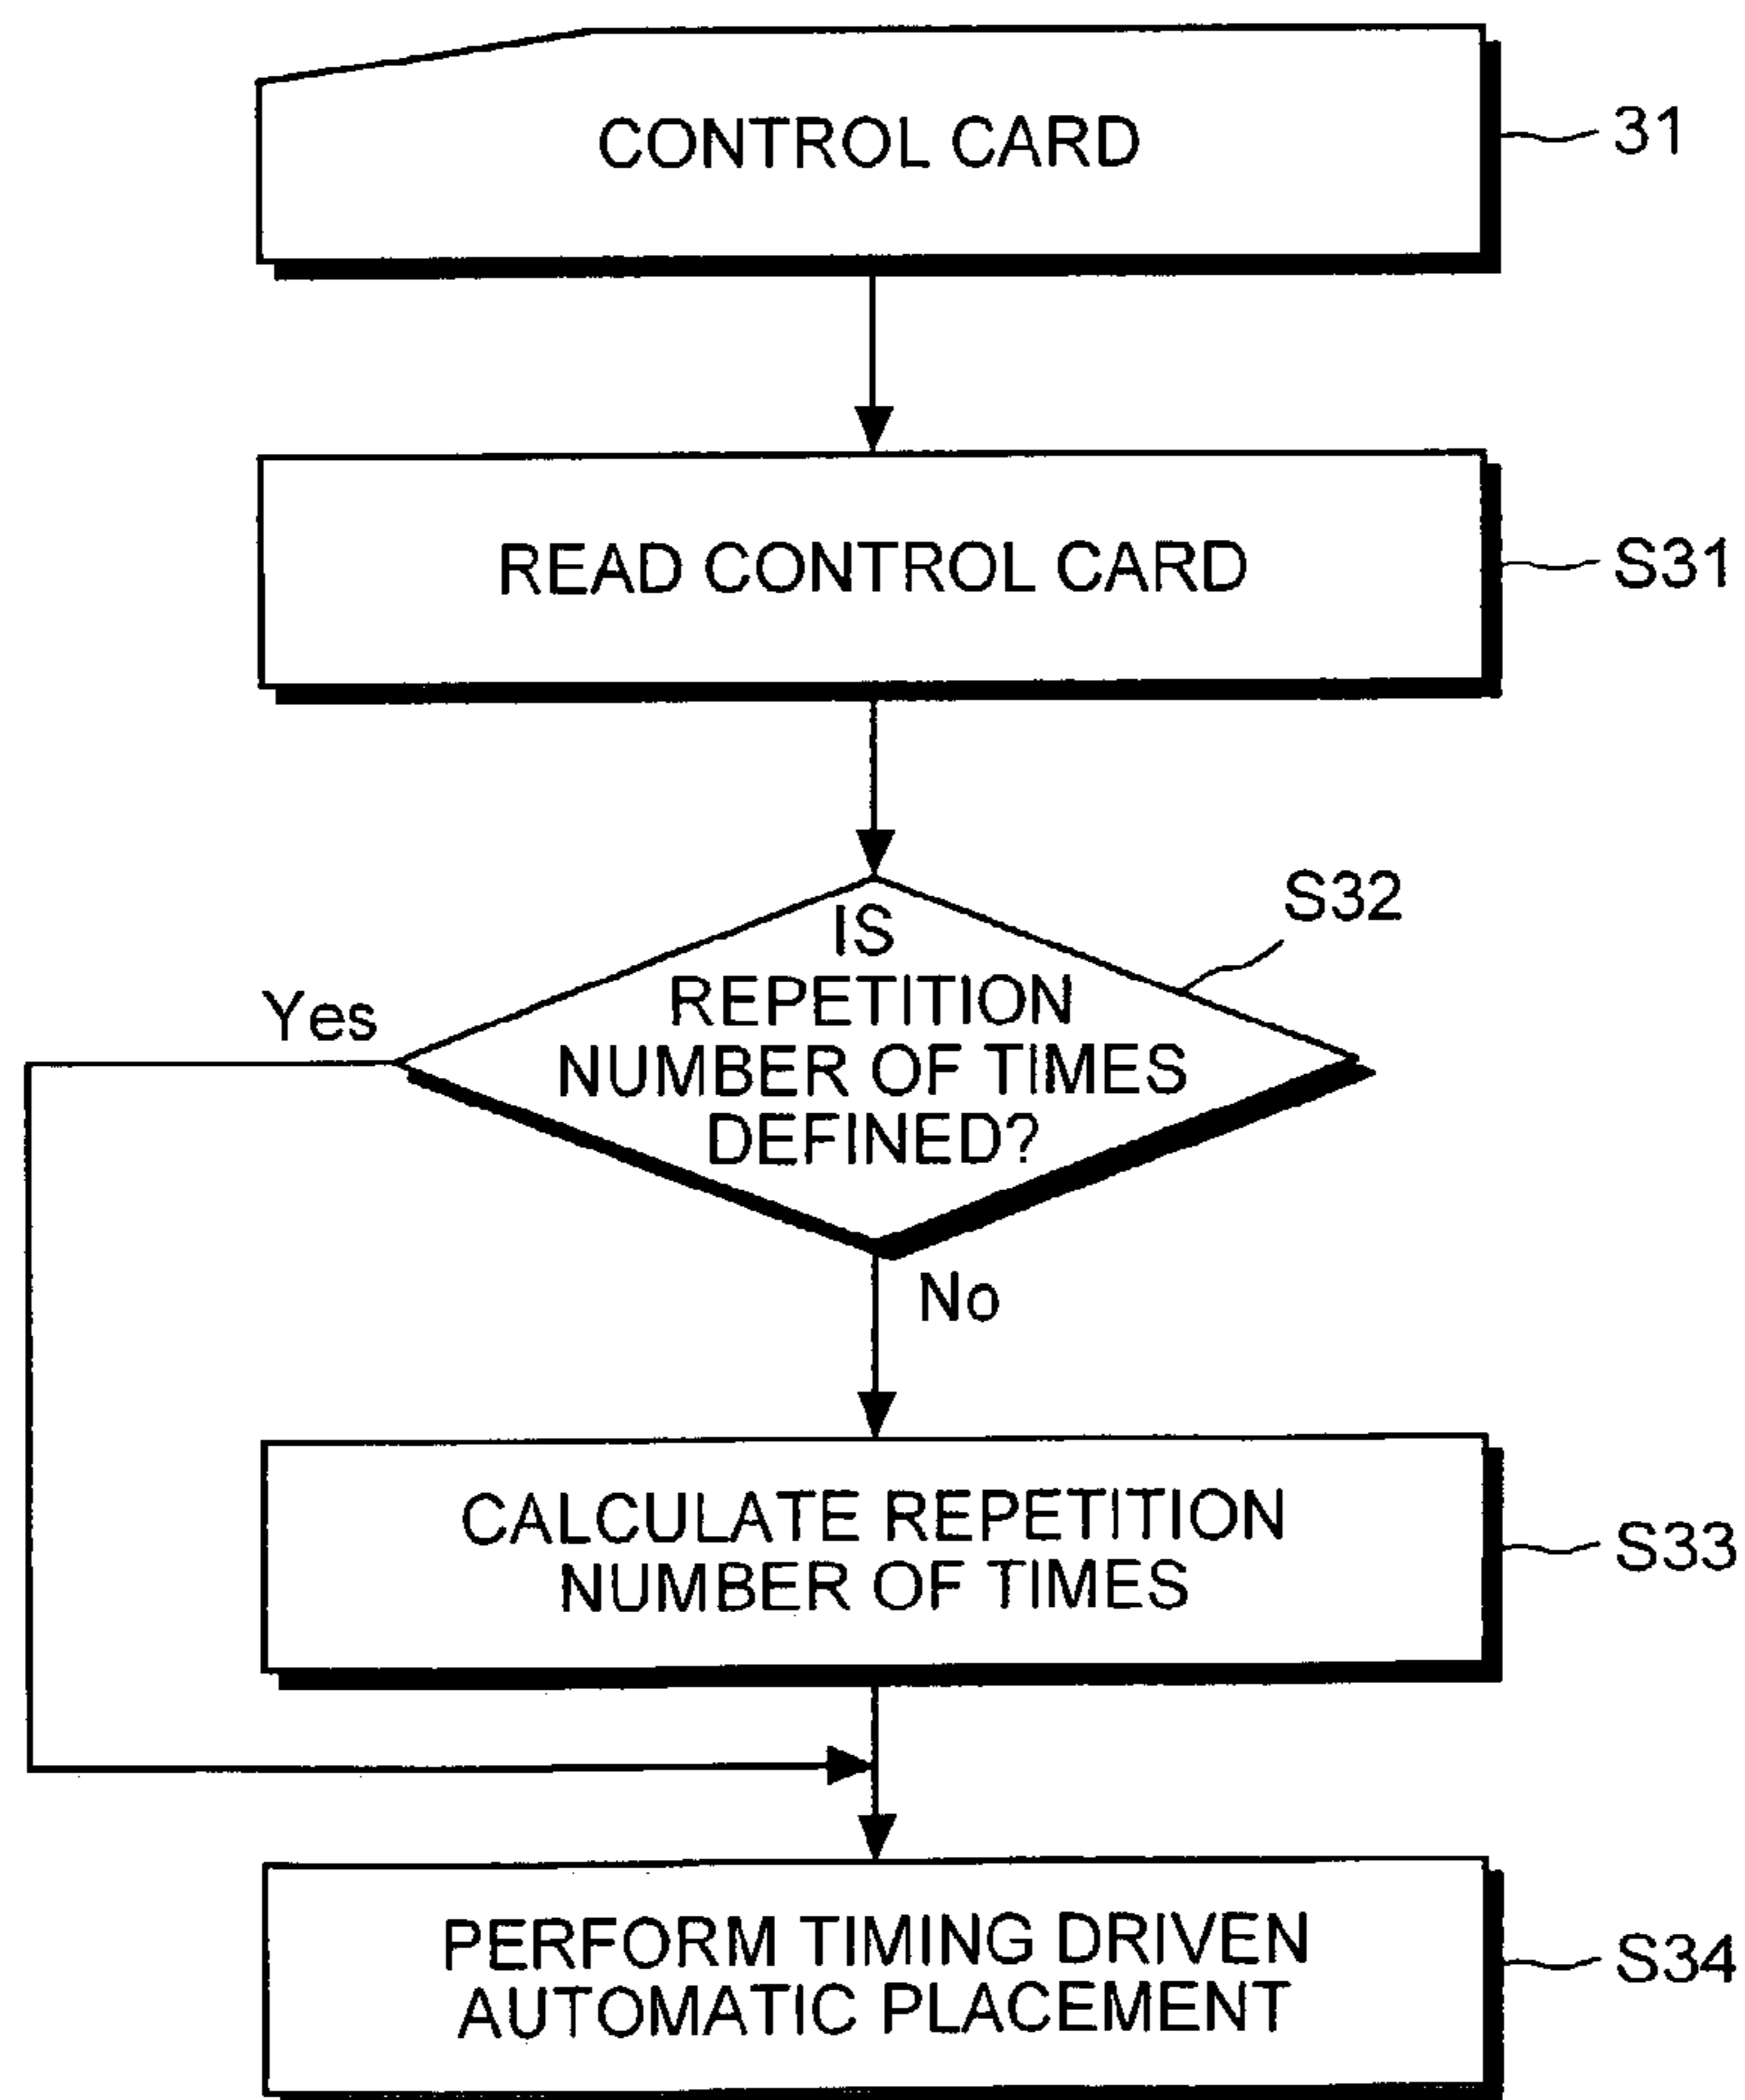 CONTROL CARD
31
READ CONTROL CARD
S31
S32
IS
REPETITION
NUMBER OF TIMES
DEFINED?
Yes
No
CALCULATE REPETITION
NUMBER OF TIMES
S33
PERFORM TIMING DRIVEN
AUTOMATIC PLACEMENT
S34